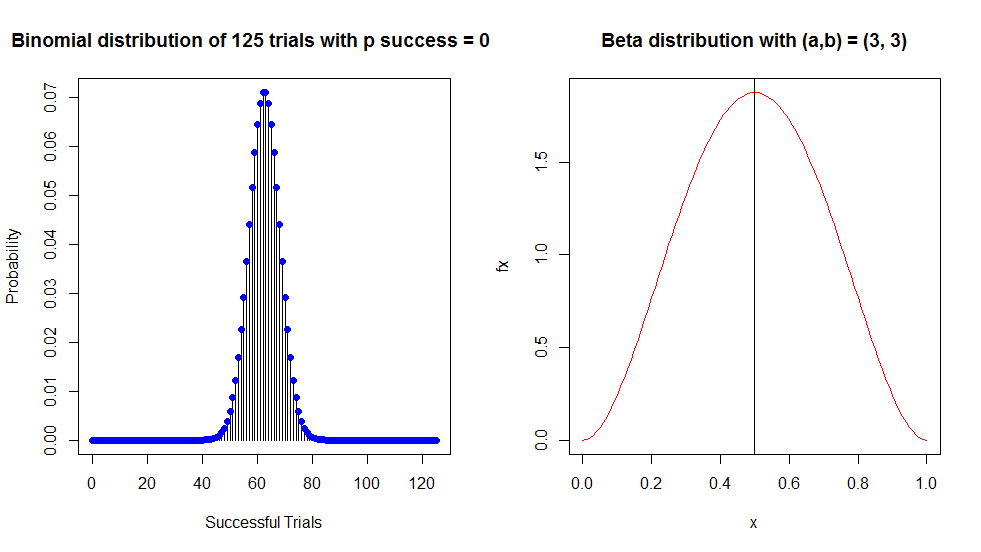 Binomial distribution of 125 trials with p success = 0
Probability
0.07
0.06
0.05
0.04
0.03
0.02
0.01
0.00
0 20 40 60 80 100 120
Successful Trials
Beta distribution with (a,b) = (3, 3)
fx
1.5
1.0
0.5
0.0
0.0 0.2 0.4 0.6 0.8 1.0
x